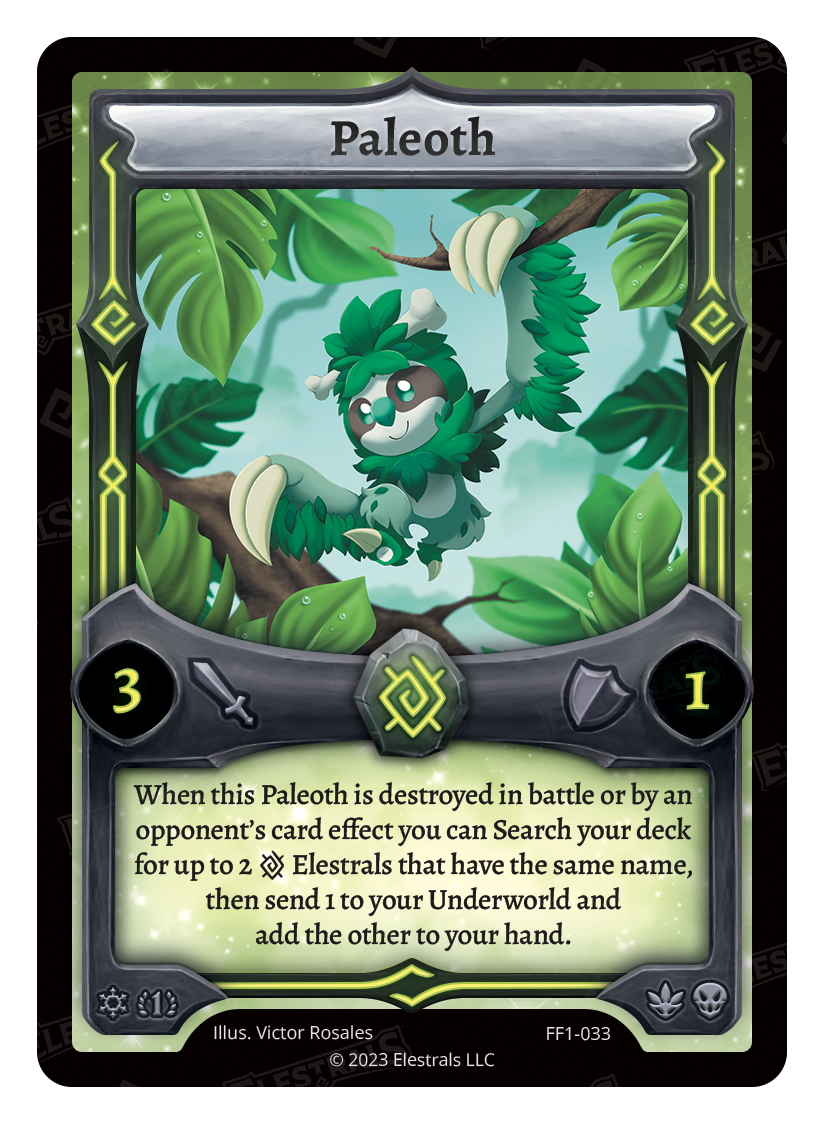 Paleoth
3
1
When this Paleoth is destroyed in battle or by an
opponent's card effect you can Search your deck
for up to 2 Elestrals that have the same name,
then send 1 to your Underworld and
add the other to your hand.
1
Illus. Victor Rosales
FF1-033
© 2023 Elestrals LLC